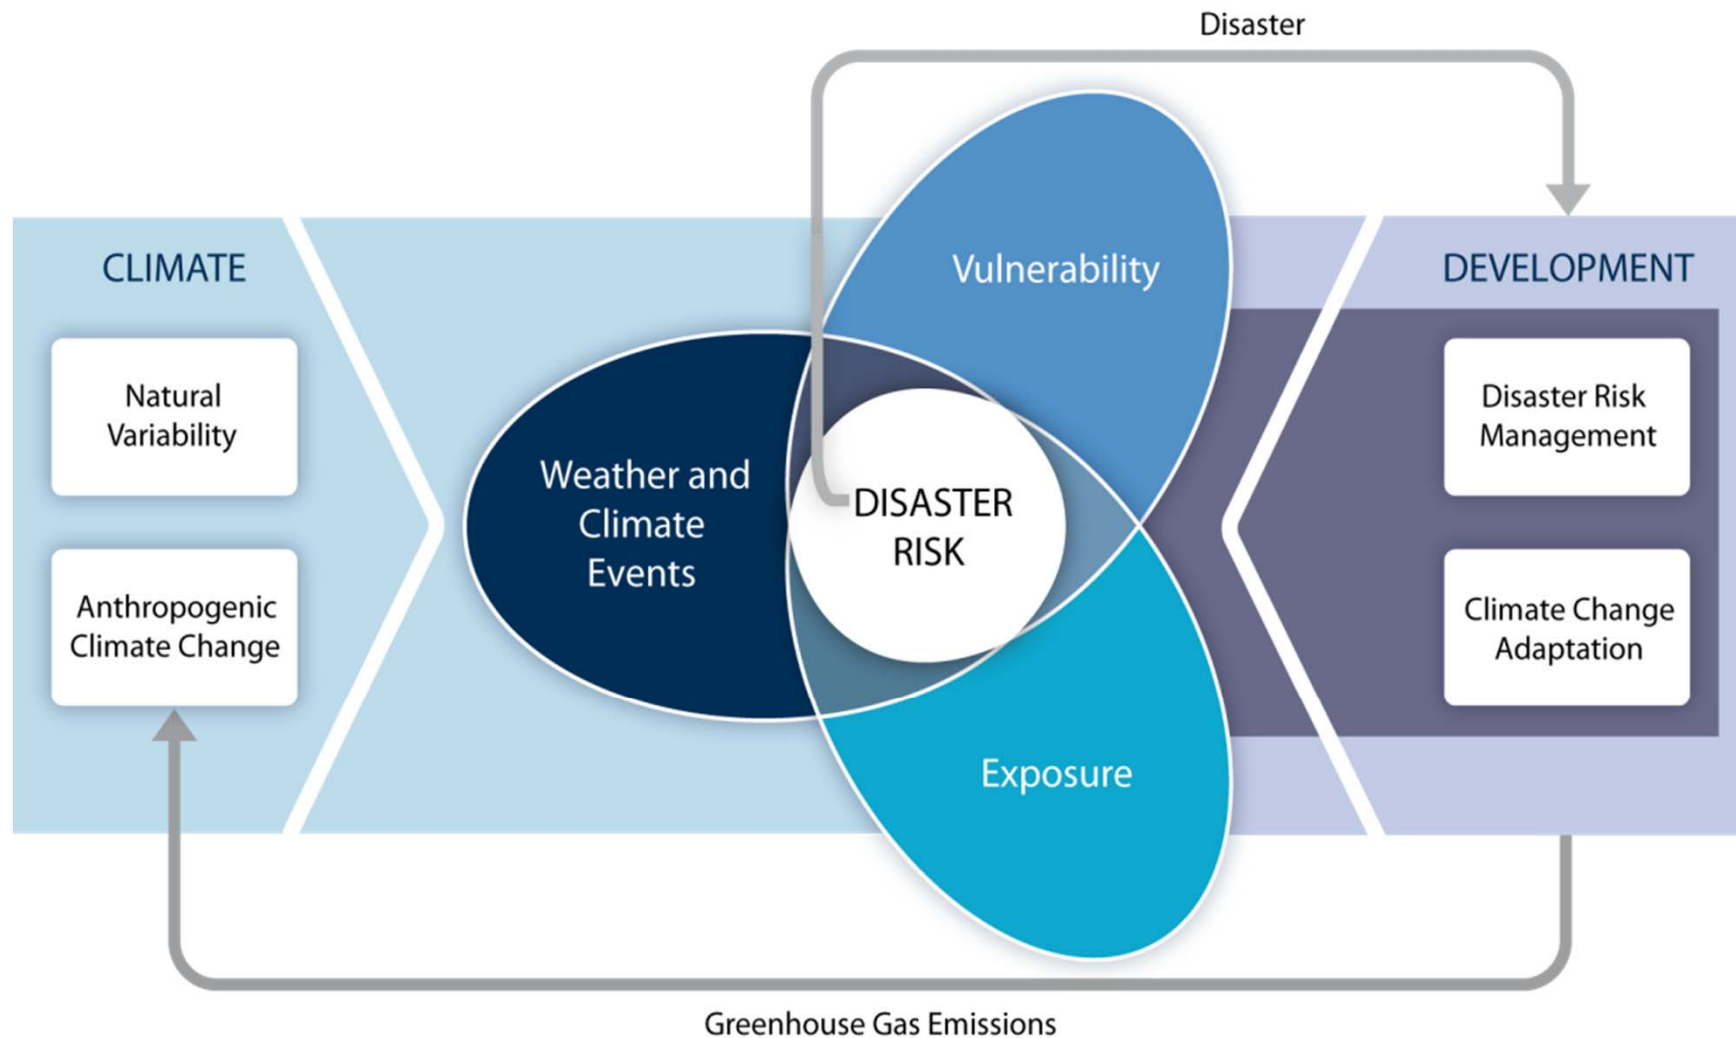 Disaster
CLIMATE
Natural
Variability
Anthropogenic
Climate Change
Weather and
Climate
Events
Vulnerability
DISASTER
RISK
Exposure
DEVELOPMENT
Disaster Risk
Management
Climate Change
Adaptation
Greenhouse Gas Emissions